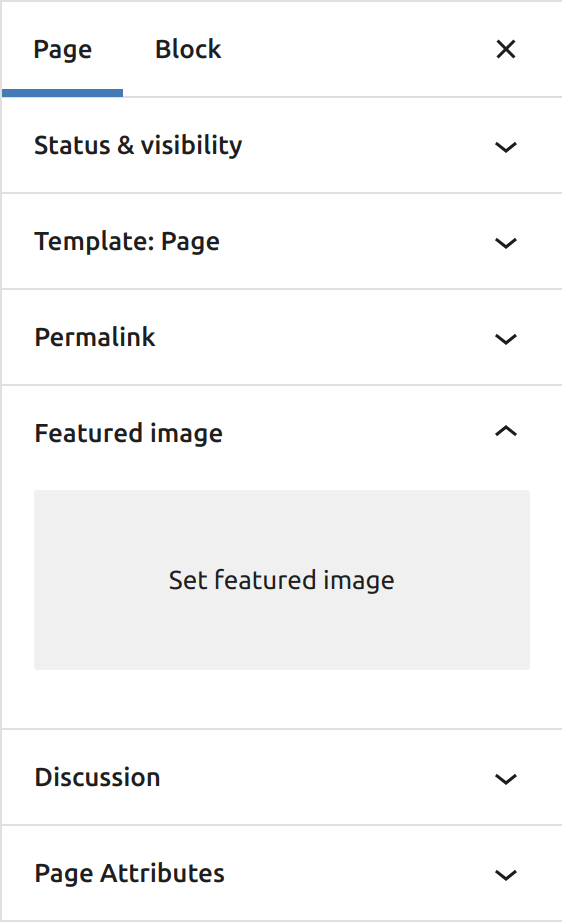 Page Block
Status & visibility
Template: Page
Permalink
Featured image
Set featured image
Discussion
Page Attributes